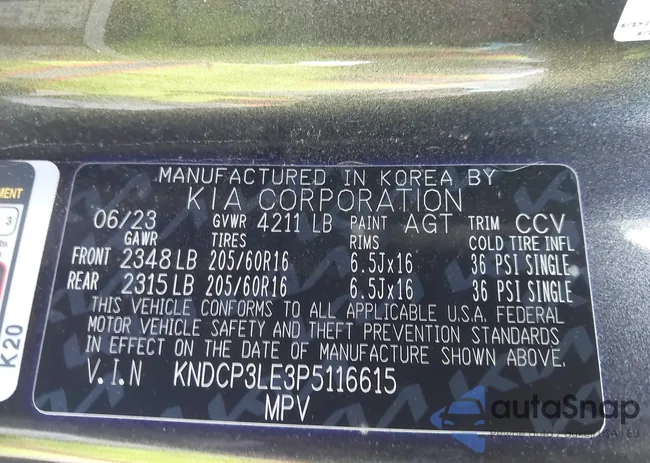 MANUFACTURED IN KOREA BY
KIA CORPORATION
06/23 GVWR 4211 LB PAINT AGT TRIM CCV
GAWR TIRES RIMS COLD TIRE INFL
FRONT 2348 LB 205/60R16 6.5Jx16 36 PSI SINGLE
REAR 2315 LB 205/60R16 6.5Jx16 36 PSI SINGLE
THIS VEHICLE CONFORMS TO ALL APPLICABLE U.S.A. FEDERAL
MOTOR VEHICLE SAFETY AND THEFT PREVENTION STANDARDS
IN EFFECT ON THE DATE OF MANUFACTURE SHOWN ABOVE.
V.I.N KNDCP3LE3P5116615
MPV
K20
3
autoSnap